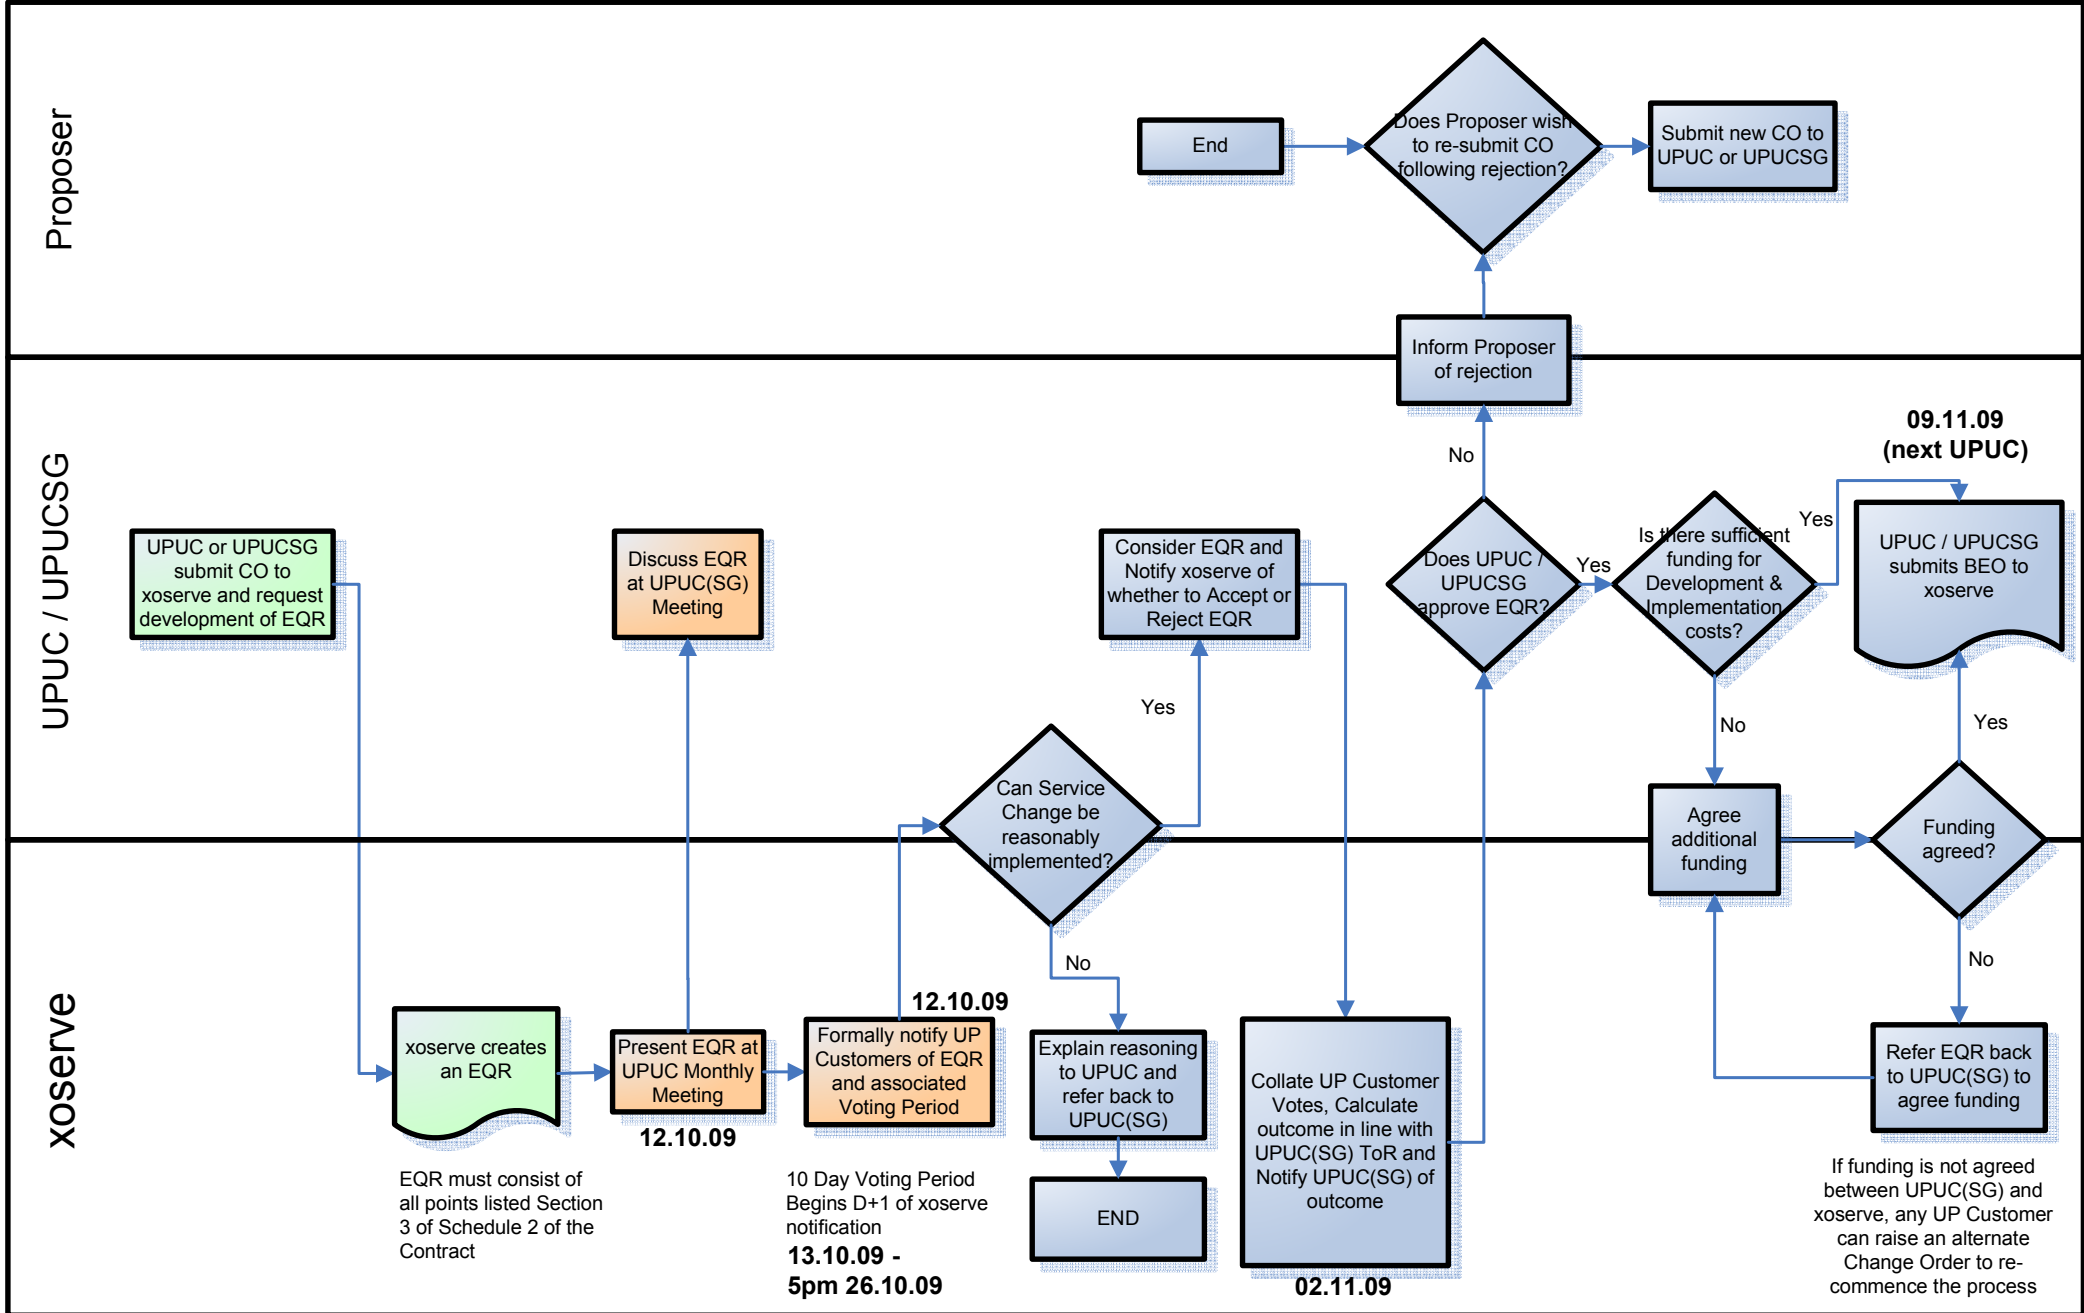 Proposer
End
Does Proposer wish
to re-submit CO
following rejection?
Submit new CO to
UPUC or UPUCSG
Inform Proposer
of rejection
UPUC / UPUCSG
UPUC or UPUCSG
submit CO to
xoserve and request
development of EQR
Discuss EQR
at UPUC(SG)
Meeting
Consider EQR and
Notify xoserve of
whether to Accept or
Reject EQR
No
Does UPUC /
UPUCSG
approve EQR?
Yes
Is there sufficient
funding for
Development &
Implementation
costs?
Yes
09.11.09
(next UPUC)
UPUC / UPUCSG
submits BEO to
xoserve
Yes
No
Yes
Can Service
Change be
reasonably
implemented?
Agree
additional
funding
Funding
agreed?
No
No
xoserve
xoserve creates
an EQR
EQR must consist of
all points listed Section
3 of Schedule 2 of the
Contract
Present EQR at
UPUC Monthly
Meeting
12.10.09
12.10.09
Formally notify UP
Customers of EQR
and associated
Voting Period
10 Day Voting Period
Begins D+1 of xoserve
notification
13.10.09 -
5pm 26.10.09
Explain reasoning
to UPUC and
refer back to
UPUC(SG)
END
Collate UP Customer
Votes, Calculate
outcome in line with
UPUC(SG) ToR and
Notify UPUC(SG) of
outcome
02.11.09
Refer EQR back
to UPUC(SG) to
agree funding
If funding is not agreed
between UPUC(SG) and
xoserve, any UP Customer
can raise an alternate
Change Order to re-
commence the process